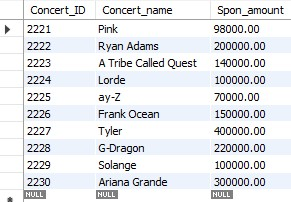 Concert_ID Concert_name Spon_amount
2221 Pink 98000.00
2222 Ryan Adams 200000.00
2223 A Tribe Called Quest 140000.00
2224 Lorde 100000.00
2225 ay-Z 70000.00
2226 Frank Ocean 150000.00
2227 Tyler 400000.00
2228 G-Dragon 220000.00
2229 Solange 100000.00
2230 Ariana Grande 300000.00
NULL NULL NULL